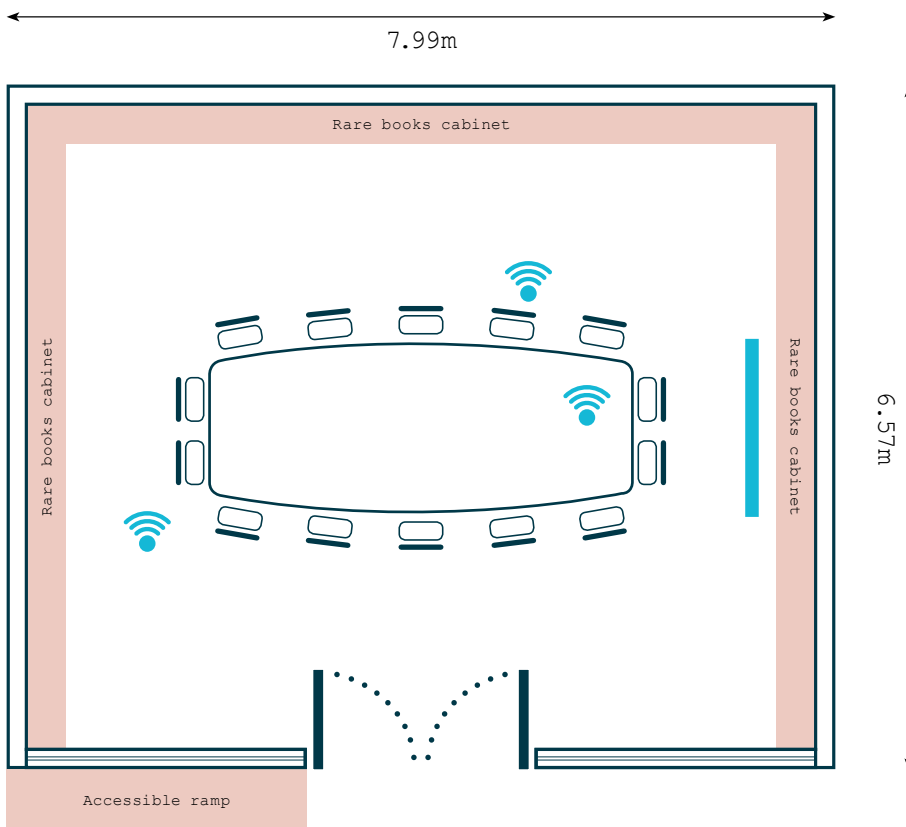 7.99m
Rare books cabinet
Rare books cabinet
Rare books cabinet
6.57m
Accessible ramp